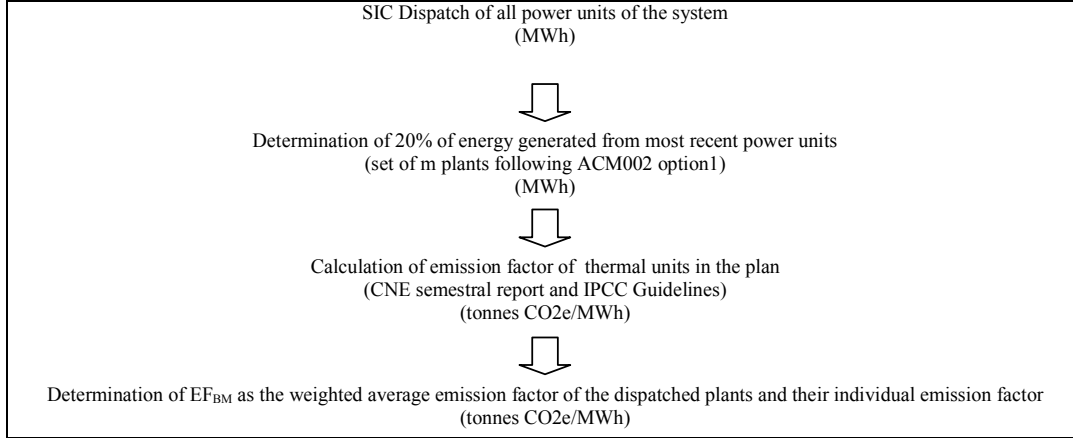 SIC Dispatch of all power units of the system
(MWh)
Determination of 20% of energy generated from most recent power units
(set of m plants following ACM002 option1)
(MWh)
Calculation of emission factor of thermal units in the plan
(CNE semestral report and IPCC Guidelines)
(tonnes CO2e/MWh)
Determination of EFBM as the weighted average emission factor of the dispatched plants and their individual emission factor
(tonnes CO2e/MWh)